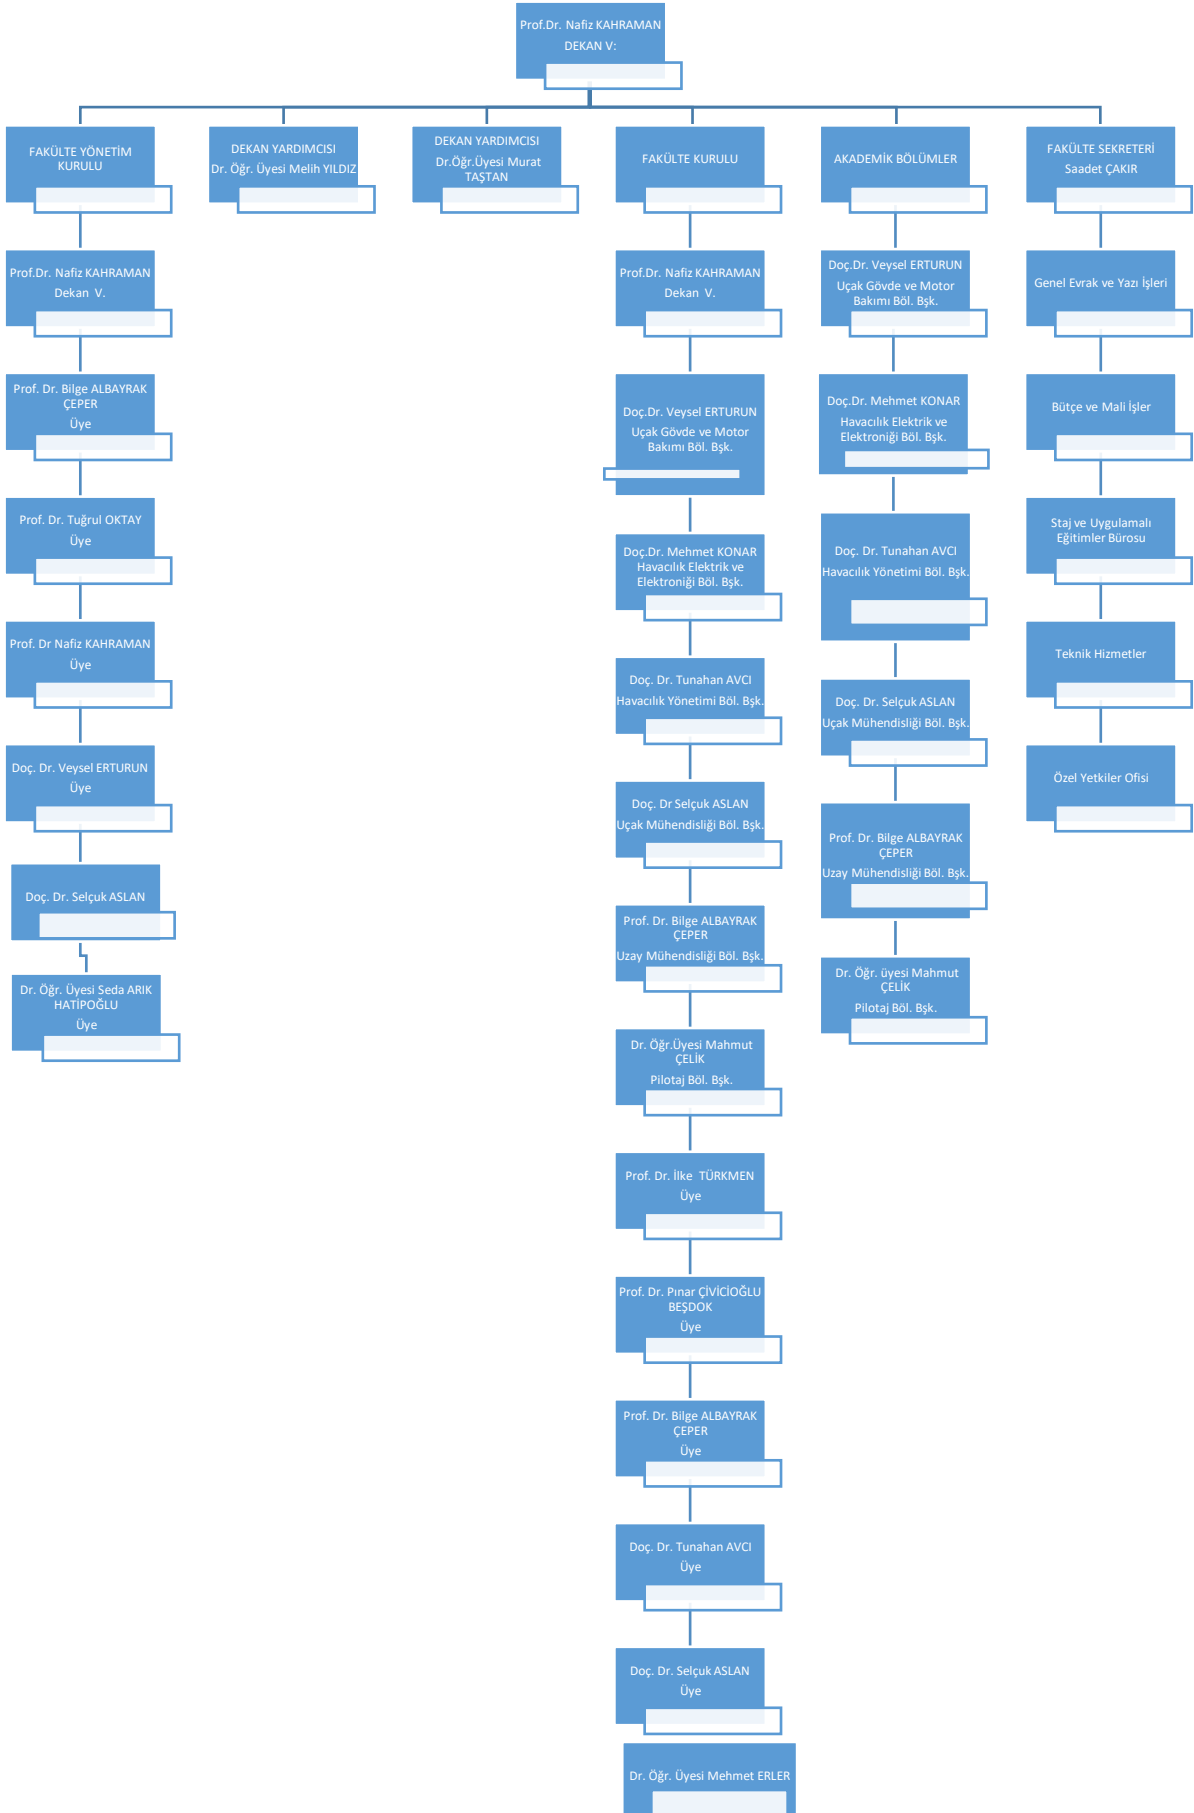 Prof.Dr. Nafiz KAHRAMAN
DEKAN V:
FAKÜLTE YÖNETİM
KURULU
DEKAN YARDIMCISI
Dr. Öğr. Üyesi Melih YILDIZ
DEKAN YARDIMCISI
Dr.Öğr.Üyesi Murat
TAŞTAN
FAKÜLTE KURULU
AKADEMİK BÖLÜMLER
FAKÜLTE SEKRETERİ
Saadet ÇAKIR
Prof.Dr. Nafiz KAHRAMAN
Dekan V.
Prof. Dr. Bilge ALBAYRAK
ÇEPER
Üye
Prof. Dr. Tuğrul OKTAY
Üye
Prof. Dr Nafiz KAHRAMAN
Üye
Doç. Dr. Veysel ERTURUN
Üye
Doç. Dr. Selçuk ASLAN
Dr. Öğr. Üyesi Seda ARIK
HATİPOĞLU
Üye
Prof.Dr. Nafiz KAHRAMAN
Dekan V.
Doç.Dr. Veysel ERTURUN
Uçak Gövde ve Motor
Bakımı Böl. Bşk.
Doç.Dr. Mehmet KONAR
Havacılık Elektrik ve
Elektroniği Böl. Bşk.
Doç. Dr. Tunahan AVCI
Havacılık Yönetimi Böl. Bşk.
Doç. Dr Selçuk ASLAN
Uçak Mühendisliği Böl. Bşk.
Prof. Dr. Bilge ALBAYRAK
ÇEPER
Uzay Mühendisliği Böl. Bşk.
Dr. Öğr.Üyesi Mahmut
ÇELİK
Pilotaj Böl. Bşk.
Prof. Dr. İlke TÜRKMEN
Üye
Prof. Dr. Pınar ÇİVİCİOĞLU
BEŞDOK
Üye
Prof. Dr. Bilge ALBAYRAK
ÇEPER
Üye
Doç. Dr. Tunahan AVCI
Üye
Doç. Dr. Selçuk ASLAN
Üye
Dr. Öğr. Üyesi Mehmet ERLER
Doç.Dr. Veysel ERTURUN
Uçak Gövde ve Motor
Bakımı Böl. Bşk.
Doç.Dr. Mehmet KONAR
Havacılık Elektrik ve
Elektroniği Böl. Bşk.
Doç. Dr. Tunahan AVCI
Havacılık Yönetimi Böl. Bşk.
Doç. Dr. Selçuk ASLAN
Uçak Mühendisliği Böl. Bşk.
Prof. Dr. Bilge ALBAYRAK
ÇEPER
Uzay Mühendisliği Böl. Bşk.
Dr. Öğr. üyesi Mahmut
ÇELİK
Pilotaj Böl. Bşk.
Genel Evrak ve Yazı İşleri
Bütçe ve Mali İşler
Staj ve Uygulamalı
Eğitimler Bürosu
Teknik Hizmetler
Özel Yetkiler Ofisi